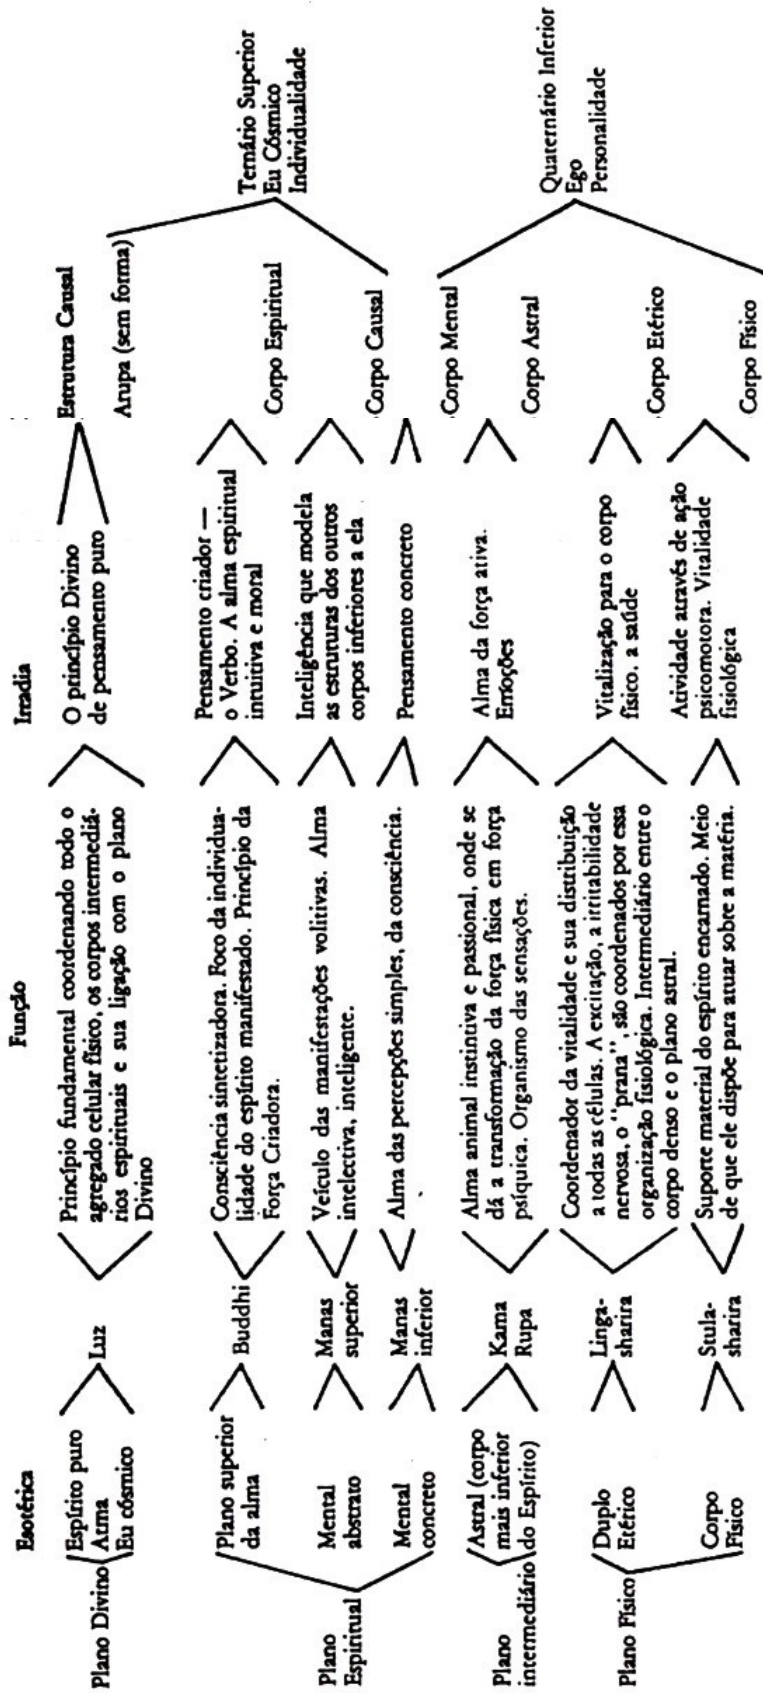 Esotérica
Função
Irradia
Plano Divino
Espírito puro
Atma
Eu cósmico
Luz
Princípio fundamental coordenando todo o
agregado celular físico, os corpos intermediá-
rios espirituais e sua ligação com o plano
Divino
O princípio Divino
de pensamento puro
Estrutura Causal
Arupa (sem forma)
Plano
Espiritual
Plano superior
da alma
Buddhi
Consciência sintetizadora. Foco da individua-
lidade do espírito manifestado. Princípio da
Força Criadora.
Pensamento criador —
o Verbo. A alma espiritual
intuitiva e moral
Corpo Espiritual
Mental
abstrato
Manas
superior
Veículo das manifestações volitivas. Alma
intelectiva, inteligente.
Inteligência que modela
as estruturas dos outros
corpos inferiores a ela
Corpo Causal
Mental
concreto
Manas
inferior
Alma das percepções simples, da consciência.
Pensamento concreto
Corpo Mental
Plano
intermediário
Astral (corpo
mais inferior
do Espírito)
Kama
Rupa
Alma animal instintiva e passional, onde se
dá a transformação da força física em força
psíquica. Organismo das sensações.
Alma da força ativa.
Emoções
Corpo Astral
Plano Físico
Duplo
Etérico
Linga-
sharira
Coordenador da vitalidade e sua distribuição
a todas as células. A excitação, a irritabilidade
nervosa, o "prana", são coordenados por essa
organização fisiológica. Intermediário entre o
corpo denso e o plano astral.
Vitalização para o corpo
físico. a saúde
Corpo Etérico
Corpo
Físico
Stula-
sharira
Suporte material do espírito encarnado. Meio
de que ele dispõe para atuar sobre a matéria.
Atividade através de ação
psicomotora. Vitalidade
fisiológica
Corpo Físico
Ternário Superior
Eu Cósmico
Individualidade
Quaternário Inferior
Ego
Personalidade